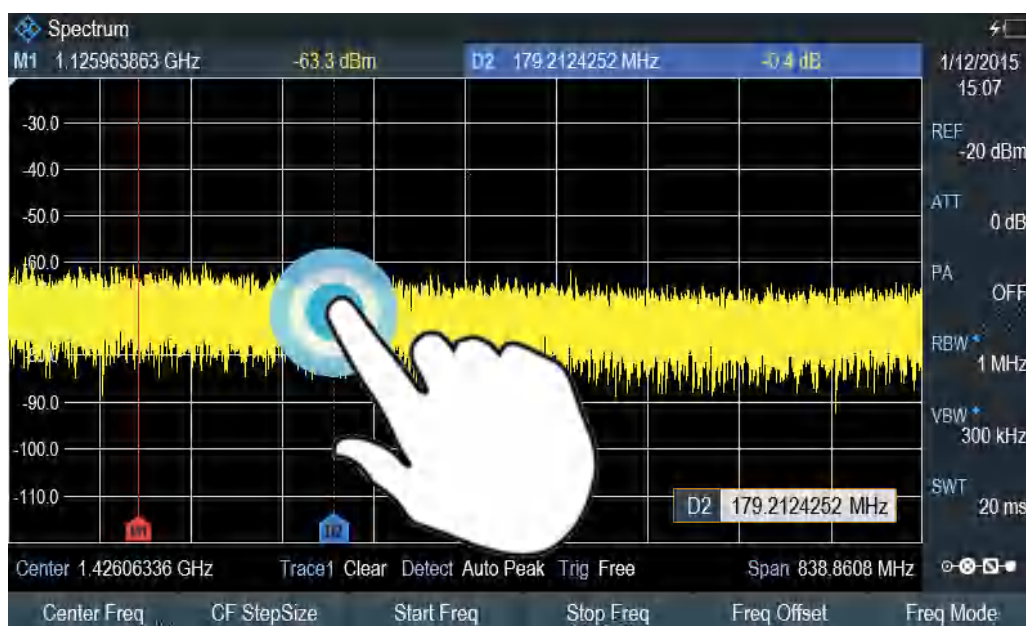 Spectrum
M1 1.125963863 GHz -63.3 dBm D2 179.2124252 MHz -0.4 dB
1/12/2015
15:07
-30.0
-40.0
-50.0
-60.0
-80.0
-90.0
-100.0
-110.0
REF
-20 dBm
ATT
0 dB
PA
OFF
RBW
1 MHz
VBW
300 kHz
SWT
20 ms
M1
D2
D2 179.2124252 MHz
Center 1.42606336 GHz Trace1 Clear Detect Auto Peak Trig Free Span 838.8608 MHz
Center Freq CF StepSize Start Freq Stop Freq Freq Offset Freq Mode